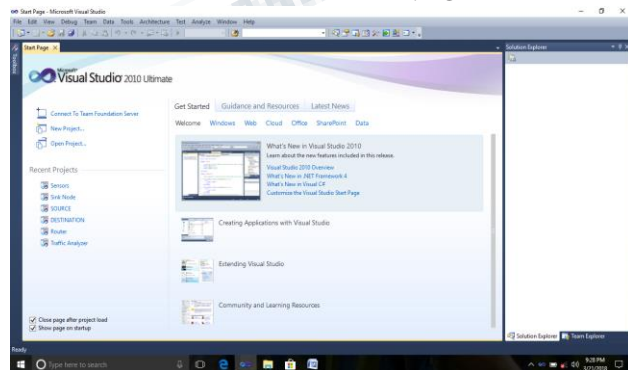 Start Page - Microsoft Visual Studio
File Edit View Debug Team Data Tools Architecture Test Analyze Window Help
Start Page
Toolbox
Solution Explorer
Microsoft
Visual Studio 2010 Ultimate
Connect To Team Foundation Server
New Project...
Open Project...
Recent Projects
Sensors
Sink Node
SOURCE
DESTINATION
Router
Traffic Analyzer
Close page after project load
Show page on startup
Get Started Guidance and Resources Latest News
Welcome Windows Web Cloud Office SharePoint Data
What's New in Visual Studio 2010
Learn about the new features included in this release.
Visual Studio 2010 Overview
What's New in .NET Framework 4
What's New in Visual C#
Customize the Visual Studio Start Page
Creating Applications with Visual Studio
Extending Visual Studio
Community and Learning Resources
Solution Explorer Team Explorer
Ready
Type here to search
9:28 PM
3/21/2018